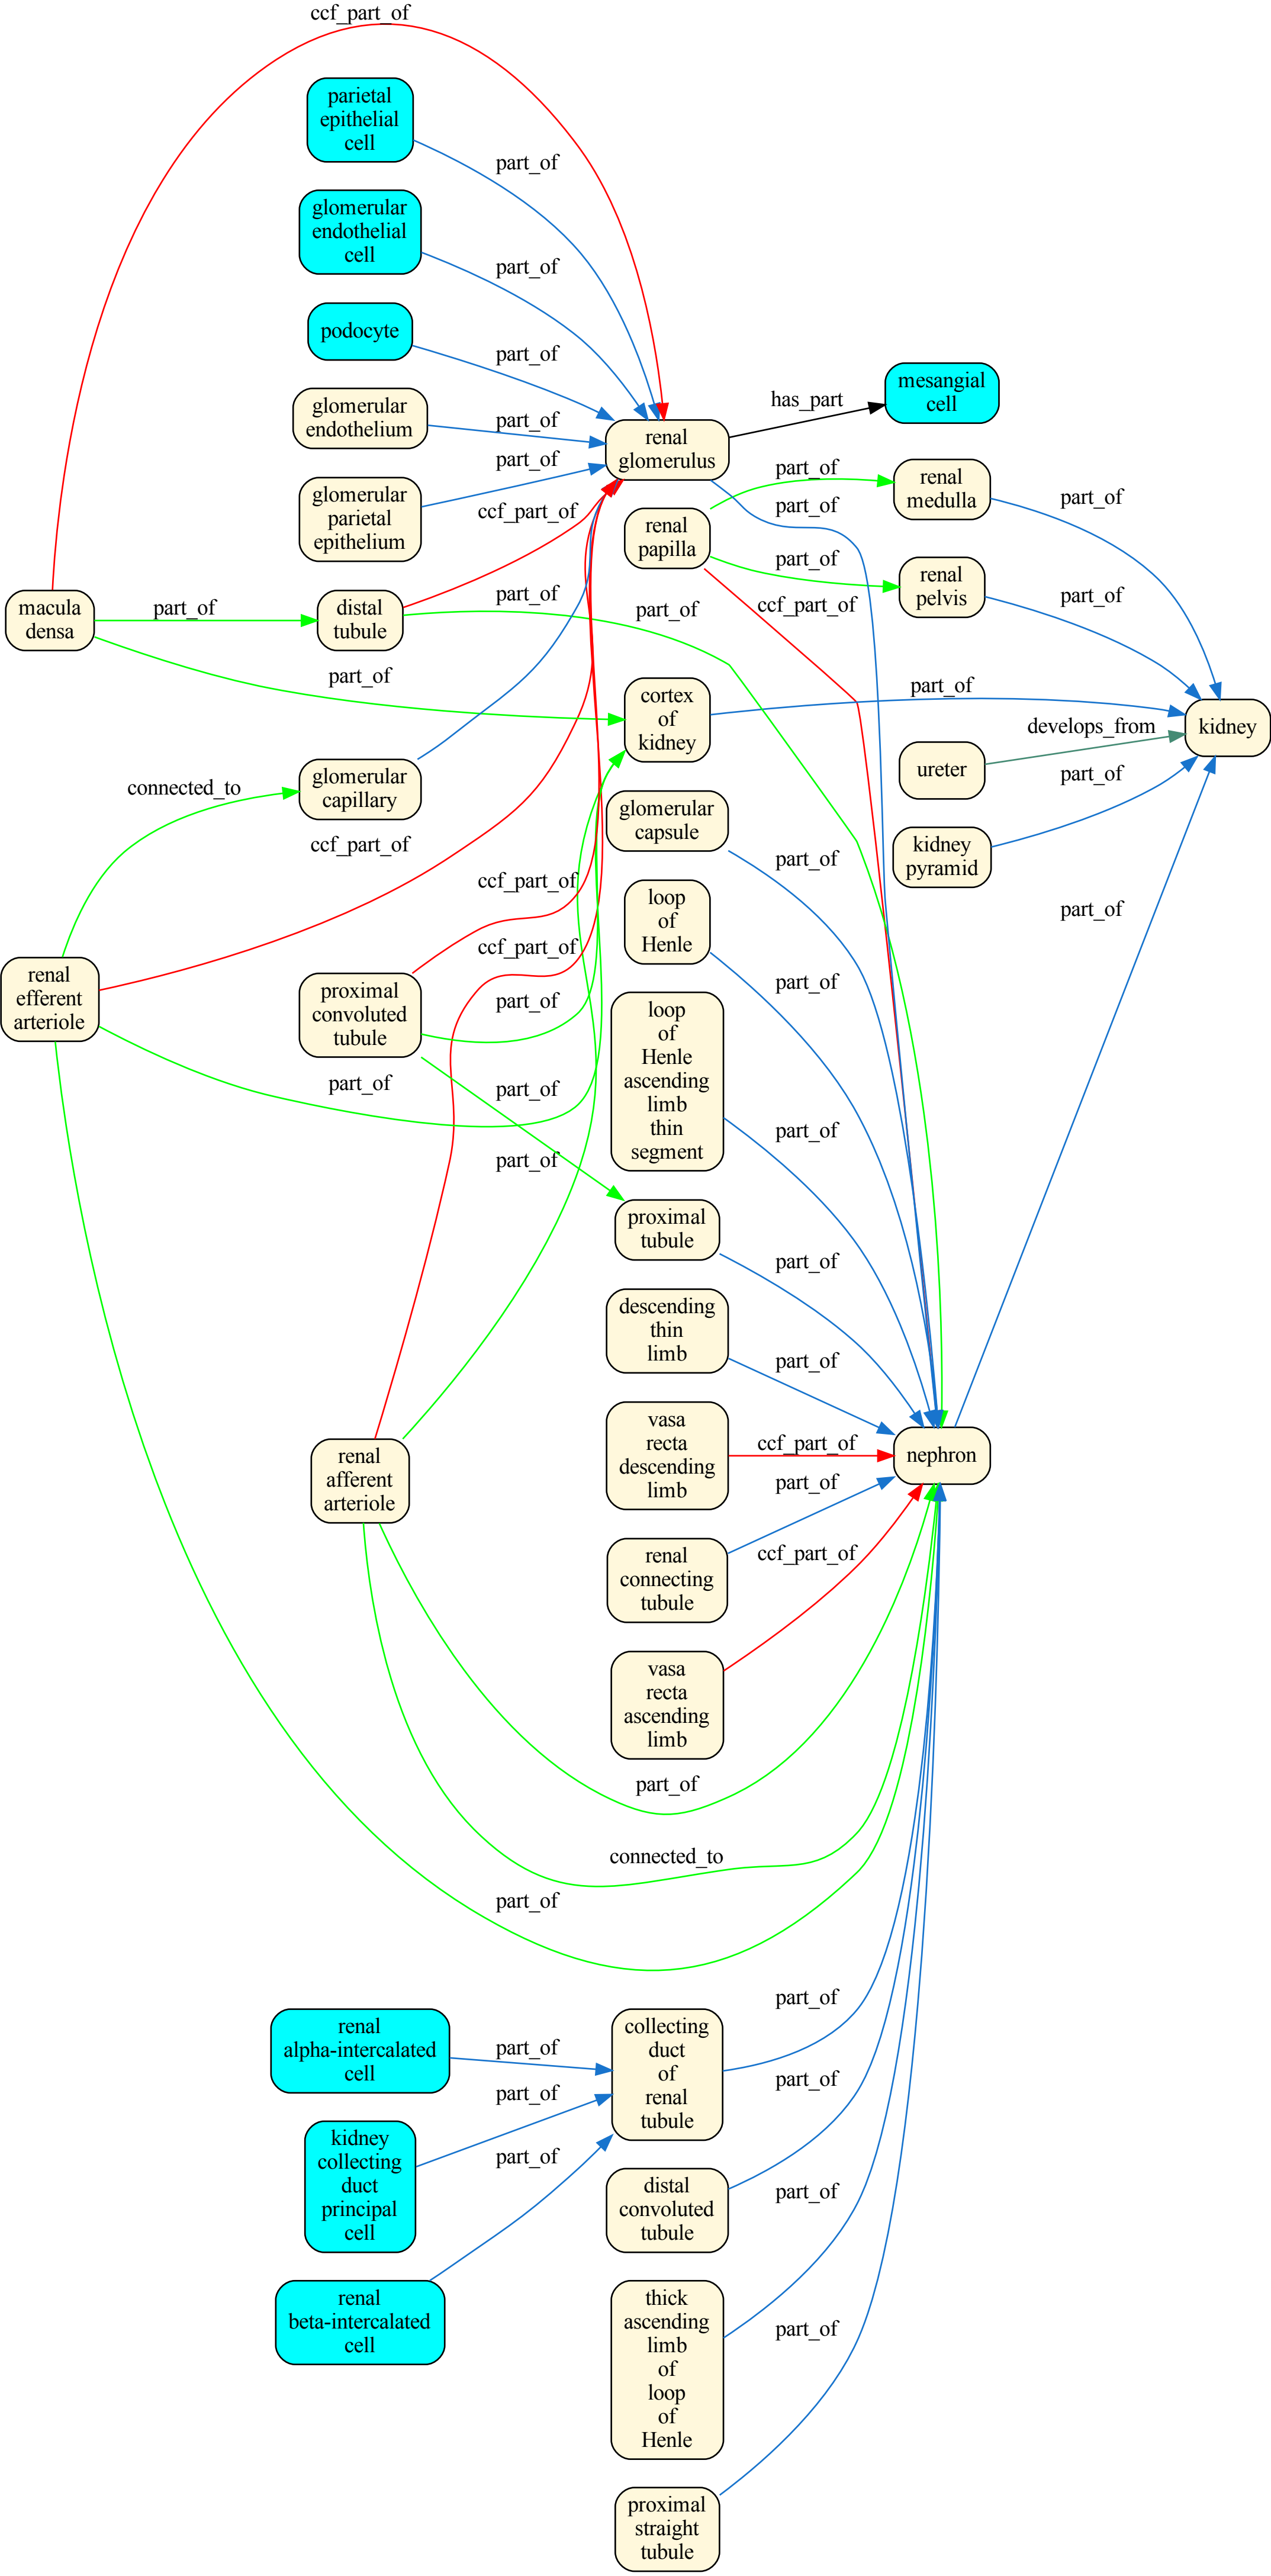 ccf_part_of
parietal
epithelial
cell
part_of
glomerular
endothelial
cell
part_of
podocyte
part_of
mesangial
cell
has_part
glomerular
endothelium
part_of
renal
glomerulus
part_of
part_of
renal
medulla
part_of
glomerular
parietal
epithelium
ccf_part_of
part_of
renal
papilla
part_of
renal
pelvis
part_of
macula
densa
part_of
distal
tubule
part_of
part_of
ccf_part_of
part_of
cortex
of
kidney
part_of
kidney
develops_from
ureter
connected_to
glomerular
capillary
part_of
glomerular
capsule
ccf_part_of
part_of
kidney
pyramid
ccf_part_of
loop
of
Henle
part_of
ccf_part_of
renal
efferent
arteriole
proximal
convoluted
tubule
part_of
part_of
loop
of
Henle
ascending
limb
thin
segment
part_of
part_of
part_of
part_of
proximal
tubule
part_of
descending
thin
limb
part_of
renal
afferent
arteriole
vasa
recta
descending
limb
ccf_part_of
nephron
part_of
renal
connecting
tubule
ccf_part_of
vasa
recta
ascending
limb
part_of
connected_to
part_of
renal
alpha-intercalated
cell
part_of
collecting
duct
of
renal
tubule
part_of
part_of
kidney
collecting
duct
principal
cell
part_of
part_of
distal
convoluted
tubule
part_of
renal
beta-intercalated
cell
thick
ascending
limb
of
loop
of
Henle
part_of
proximal
straight
tubule